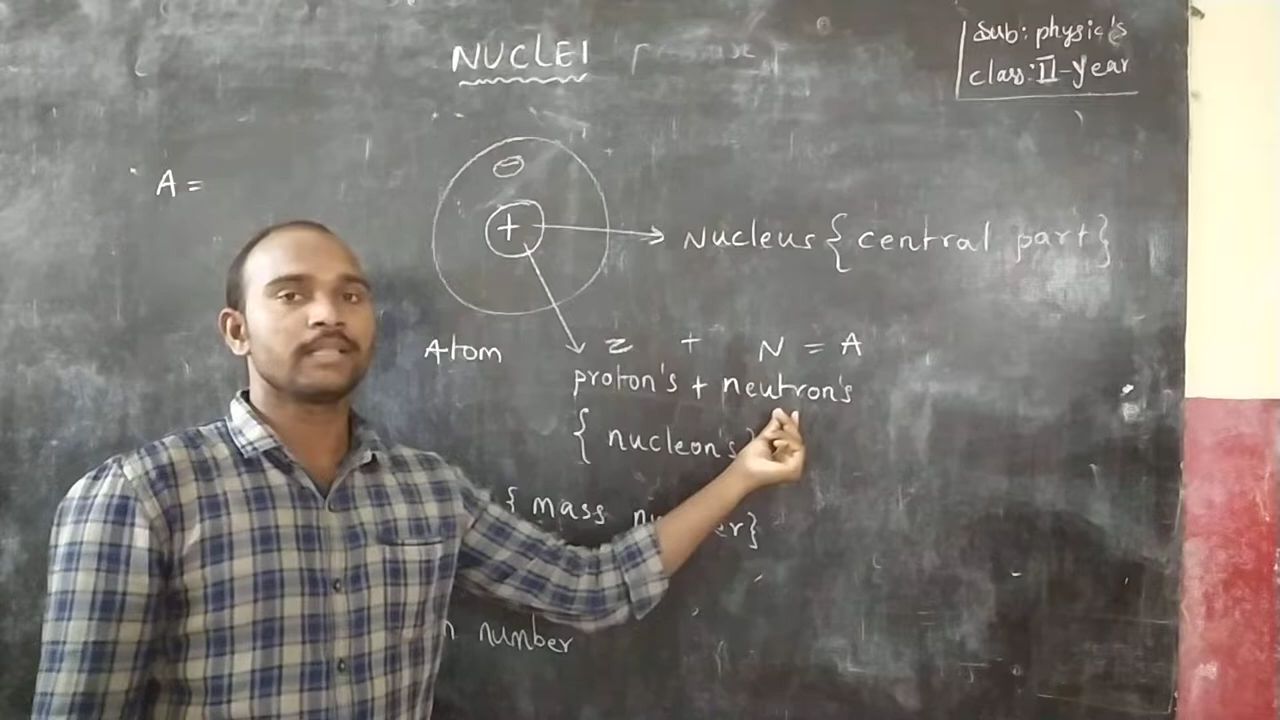 NUCLEI
Sub: physic's
class: II-year
A =
+
Nucleus {central part}
Atom
Z + N = A
proton's + neutron's
{ nucleon's }
{ mass
number